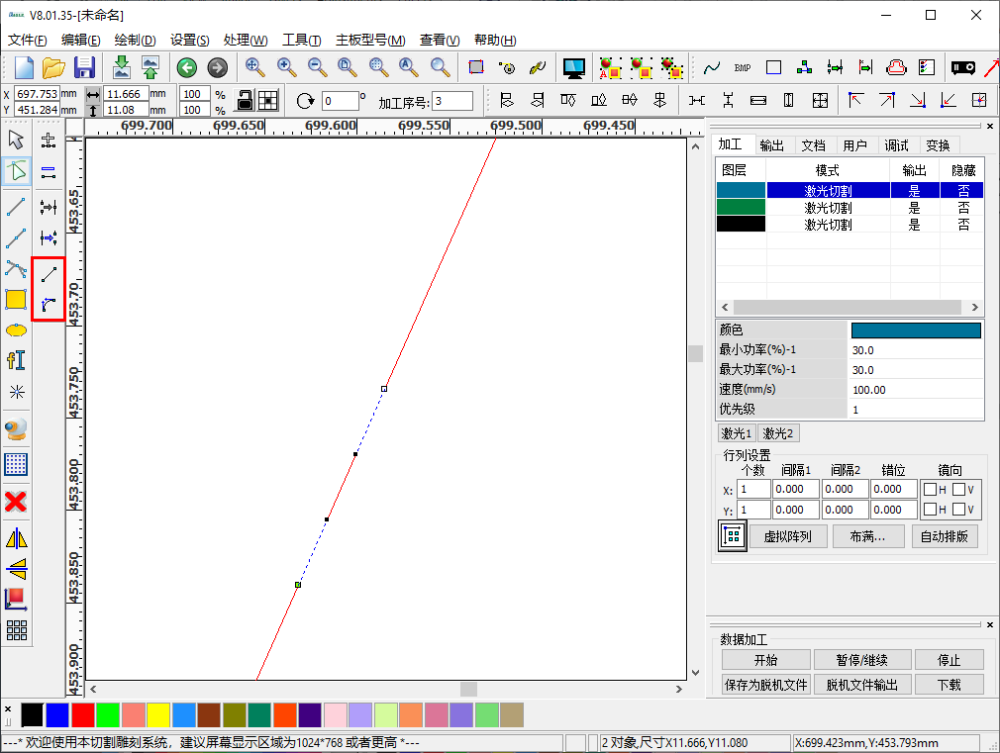 V8.01.35-[未命名]
文件(F) 编辑(E) 绘制(D) 设置(S) 处理(W) 工具(T) 主板型号(M) 查看(V) 帮助(H)
BMP
X 697.753 mm 11.666 mm 100 %
Y 451.284 mm 11.08 mm 100 %
0 ° 加工序号: 3
699.700 699.650 699.600 699.550 699.500 699.450
453.65
453.70
453.750
453.800
453.850
453.900
加工 输出 文档 用户 调试 变换
图层 模式 输出 隐藏
激光切割 是 否
激光切割 是 否
激光切割 是 否
颜色
最小功率(%)-1 30.0
最大功率(%)-1 30.0
速度(mm/s) 100.00
优先级 1
激光1 激光2
行列设置
个数 间隔1 间隔2 错位 镜向
X: 1 0.000 0.000 0.000 H V
Y: 1 0.000 0.000 0.000 H V
虚拟阵列 布满... 自动排版
数据加工
开始 暂停/继续 停止
保存为脱机文件 脱机文件输出 下载
---* 欢迎使用本切割雕刻系统，建议屏幕显示区域为1024*768 或者更高 *---
2 对象,尺寸X11.666,Y11.080
X:699.423mm,Y:453.793mm